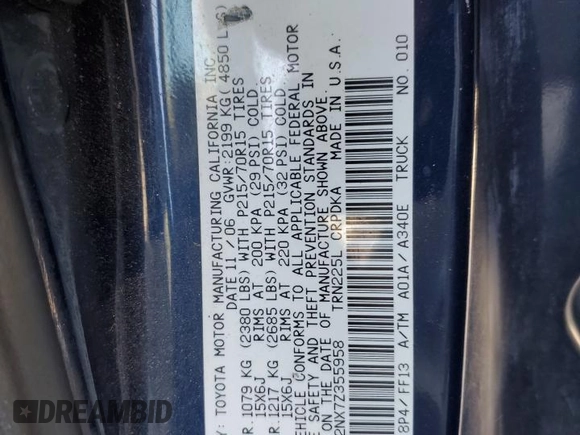 Y: TOYOTA MOTOR MANUFACTURING CALIFORNIA INC.
DATE 11/06 GVWR: 2199 KG (4850 LBS)
R. 1079 KG (2380 LBS) WITH P215/70R15 TIRES
15X6J RIMS AT 200 KPA (29 PSI) COLD.
R. 1217 KG (2685 LBS) WITH P215/70R15 TIRES
15X6J RIMS AT 220 KPA (32 PSI) COLD.
EHICLE CONFORMS TO ALL APPLICABLE FEDERAL MOTOR
E SAFETY AND THEFT PREVENTION STANDARDS IN
ON THE DATE OF MANUFACTURE SHOWN ABOVE.
2NX7Z355958 TRN225L CRPDKA MADE IN U.S.A.
8P4/FF13 A/TM A01A/A340E TRUCK NO.010
DREAMBID